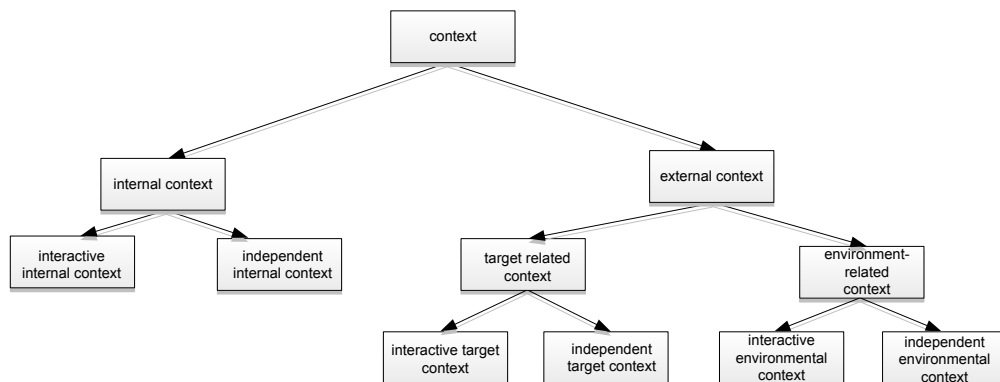 context
internal context
external context
interactive
internal context
independent
internal context
target related
context
environment-
related
context
interactive target
context
independent
target context
interactive
environmental
context
independent
environmental
context